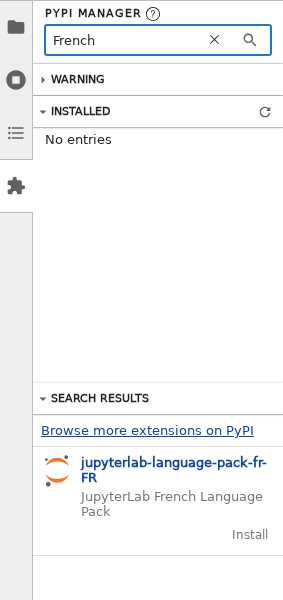 PYPI MANAGER ?
French
WARNING
INSTALLED
No entries
SEARCH RESULTS
Browse more extensions on PyPI
jupyterlab-language-pack-fr-
FR
JupyterLab French Language
Pack
Install